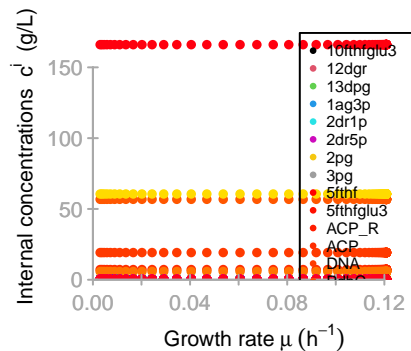 Internal concentrations c^i (g/L)
150
100
50
0
0.00
0.04
0.08
0.12
Growth rate μ (h⁻¹)
10fthfglu3
12dgr
13dpg
1ag3p
2dr1p
2dr5p
2pg
3pg
5fthf
5fthfglu3
ACP_R
ACP
DNA